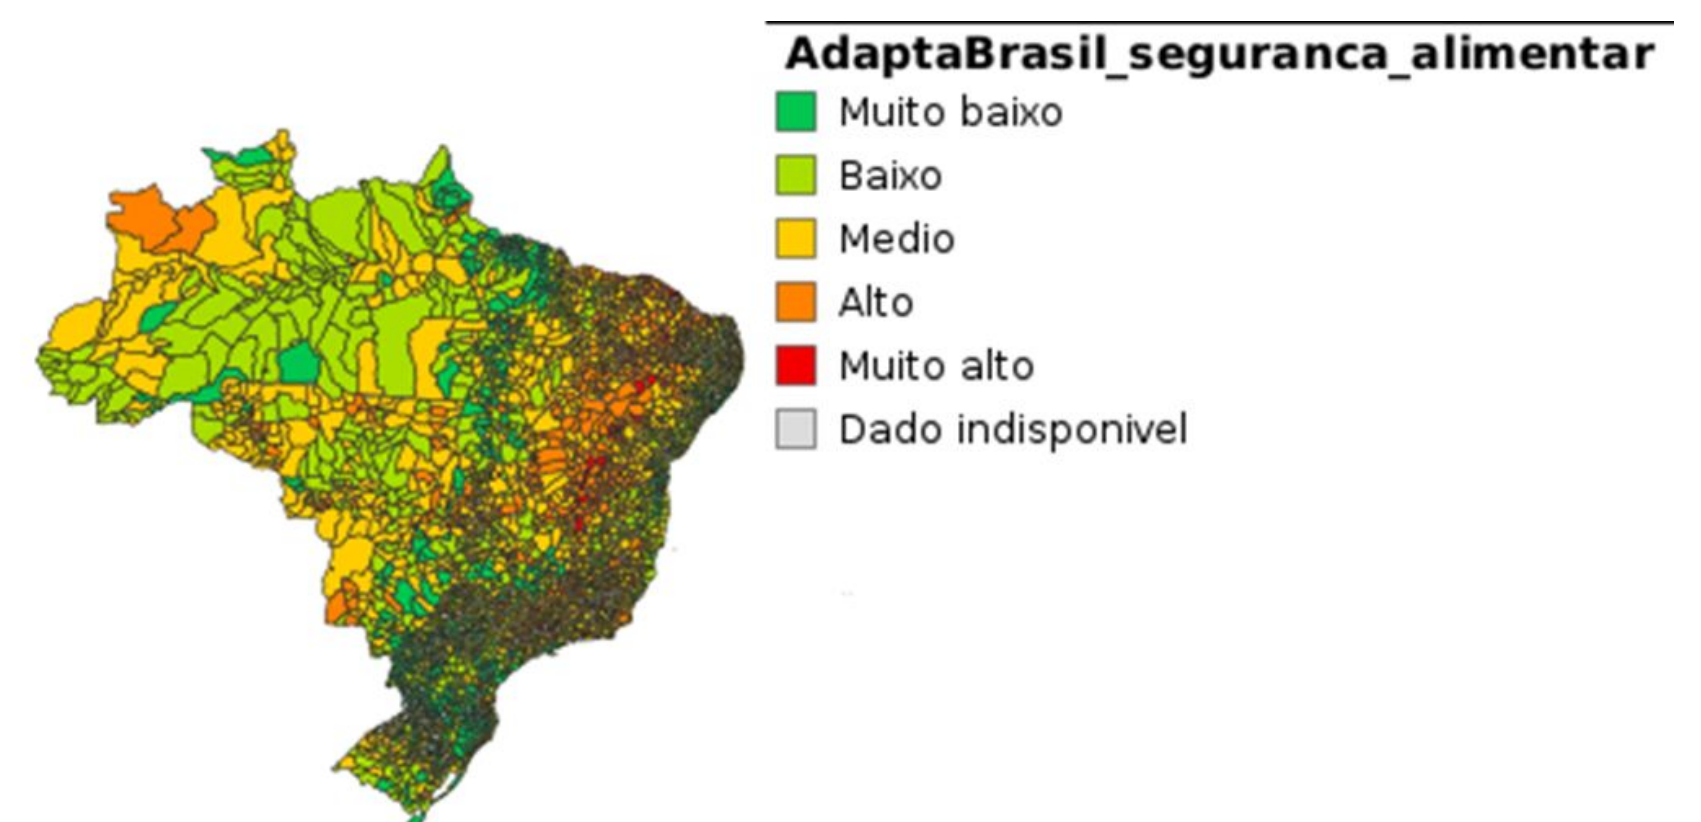 AdaptaBrasil_seguranca_alimentar
Muito baixo
Baixo
Medio
Alto
Muito alto
Dado indisponivel